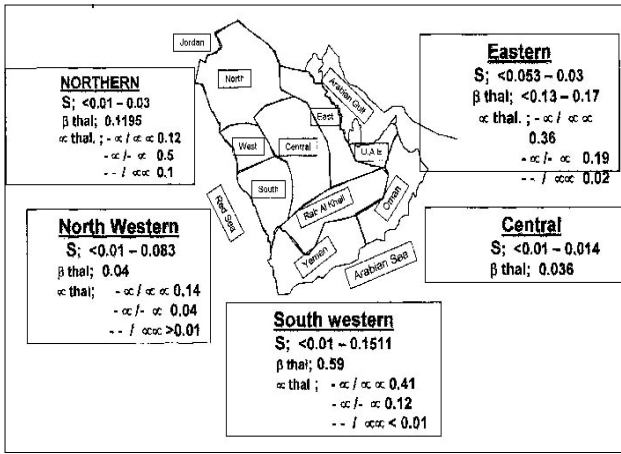 Jordan
NORTHERN
S; <0.01 – 0.03
β thal; 0.1195
∝ thal. ; - ∝ / ∝ ∝ 0.12
-∝/- ∝ 0.5
- - / ∝∝ 0.1
North
West
Central
East
South
Arabian Gulf
U.A.E
Rab Al Khali
Oman
Yemen
Red Sea
Arabian Sea
Eastern
S; <0.053 – 0.03
β thal; <0.13 – 0.17
∝ thal. ; - ∝ / ∝ ∝
0.36
-∝/- ∝ 0.19
- - / ∝∝ 0.02
North Western
S; <0.01 – 0.083
β thal; 0.04
∝ thal; -∝ / ∝ ∝ 0.14
-∝/- ∝ 0.04
- - / ∝∝ >0.01
Central
S; <0.01 – 0.014
β thal; 0.036
South western
S; <0.01 – 0.1511
β thal; 0.59
∝ thal ; - ∝ / ∝ ∝ 0.41
-∝/- ∝ 0.12
- - / ∝∝ < 0.01